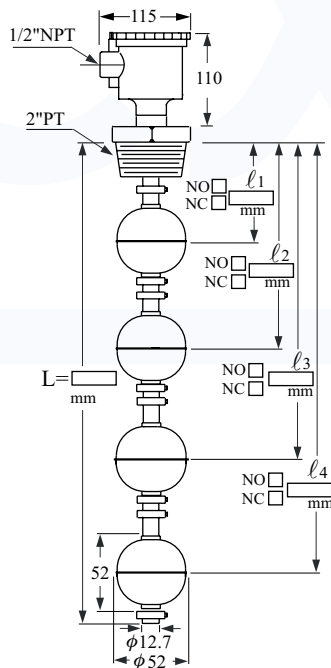 115
1/2"NPT
110
2"PT
NO □ ℓ1
NC □
mm
ℓ2
NO □
NC □
mm
ℓ3
NO □
NC □
mm
L=
mm
ℓ4
NO □
NC □
mm
52
ϕ12.7
ϕ52